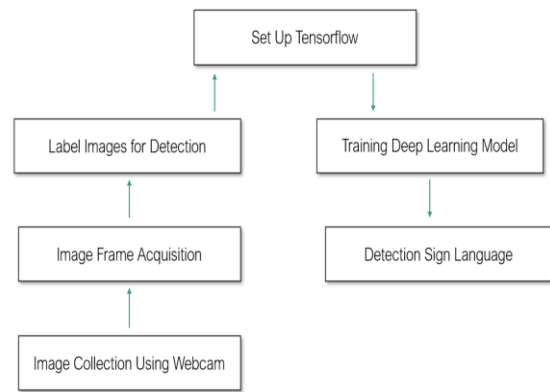 Set Up Tensorflow
Label Images for Detection
Training Deep Learning Model
Image Frame Acquisition
Detection Sign Language
Image Collection Using Webcam